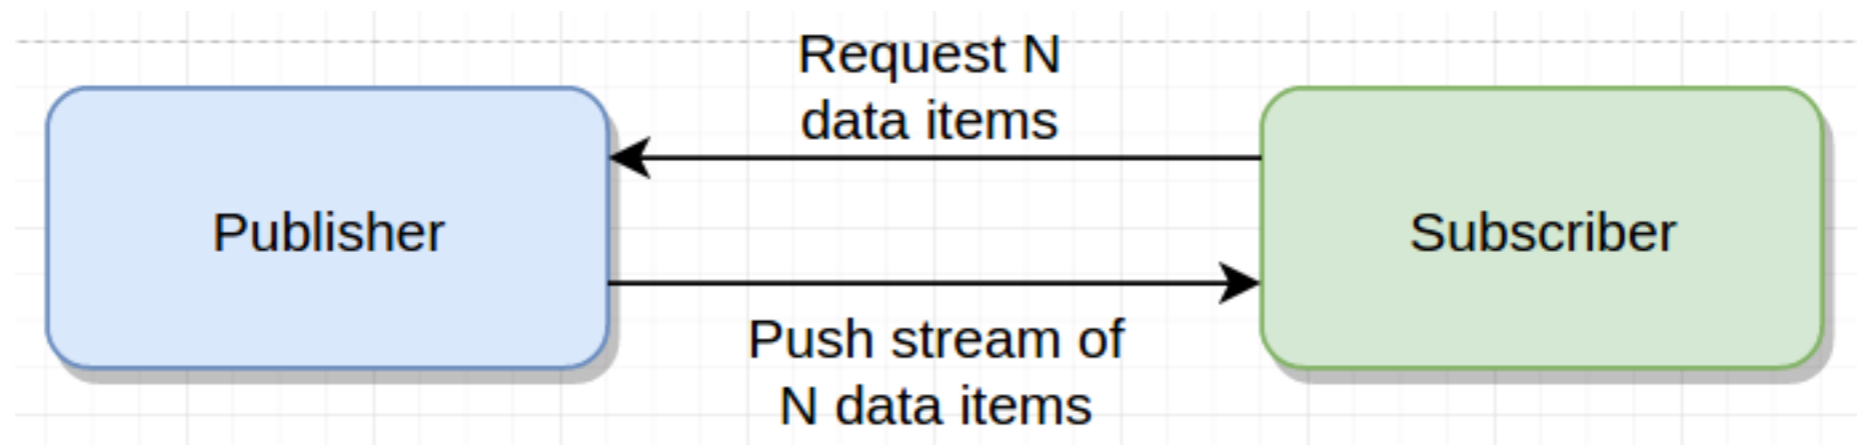 Request N
data items
Publisher
Subscriber
Push stream of
N data items